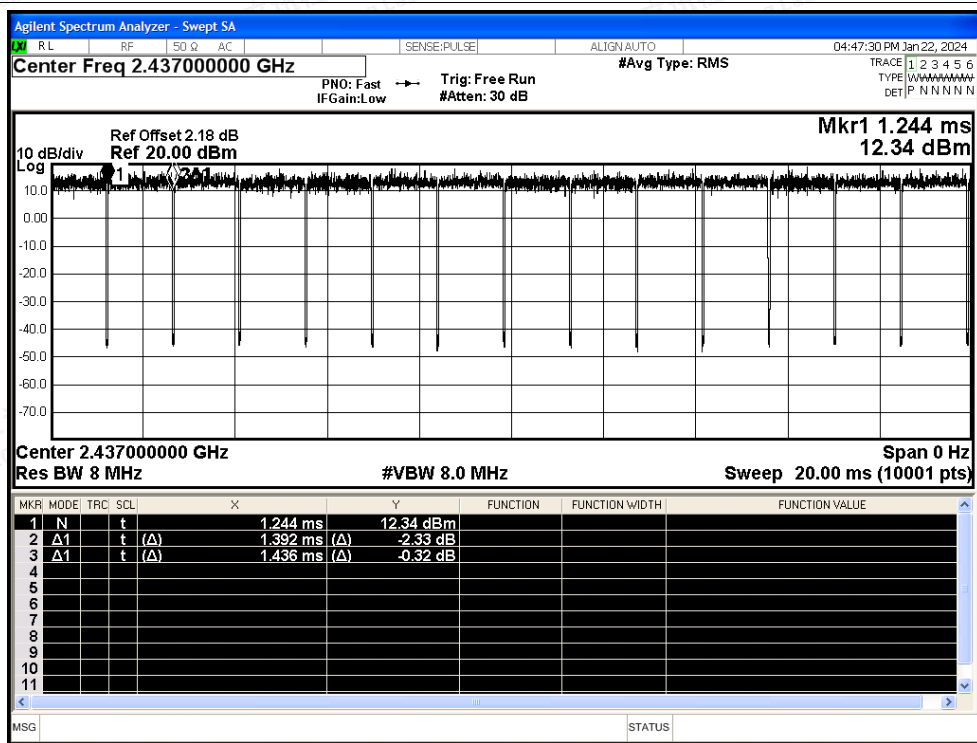 Agilent Spectrum Analyzer - Swept SA
LXI RL RF 50 Ω AC SENSE:PULSE ALIGN AUTO 04:47:30 PM Jan 22, 2024
Center Freq 2.437000000 GHz #Avg Type: RMS TRACE 1 2 3 4 5 6
PNO: Fast Trig: Free Run TYPE WWWWWW
IFGain:Low #Atten: 30 dB DET P N N N N N
Mkr1 1.244 ms
12.34 dBm
Ref Offset 2.18 dB
10 dB/div Ref 20.00 dBm
Log
1 2Δ1
10.0
0.00
-10.0
-20.0
-30.0
-40.0
-50.0
-60.0
-70.0
Center 2.437000000 GHz Span 0 Hz
Res BW 8 MHz #VBW 8.0 MHz Sweep 20.00 ms (10001 pts)
MKR MODE TRC SCL X Y FUNCTION FUNCTION WIDTH FUNCTION VALUE
1 N t 1.244 ms 12.34 dBm
2 Δ1 t (Δ) 1.392 ms (Δ) -2.33 dB
3 Δ1 t (Δ) 1.436 ms (Δ) -0.32 dB
4
5
6
7
8
9
10
11
MSG STATUS